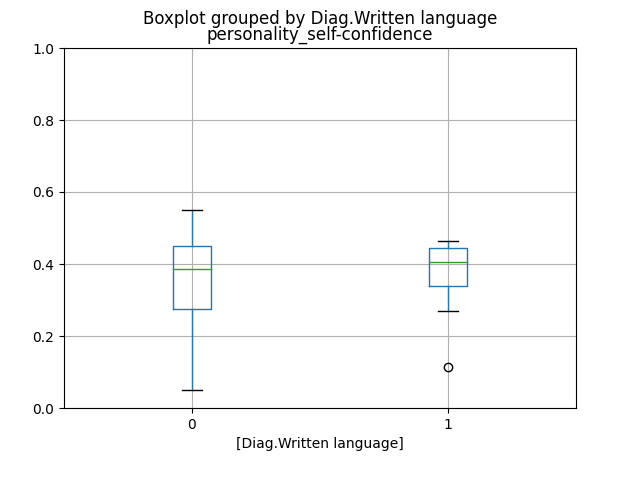 Boxplot grouped by Diag.Written language
personality_self-confidence
1.0
0.8
0.6
0.4
0.2
0.0
0 1
[Diag.Written language]